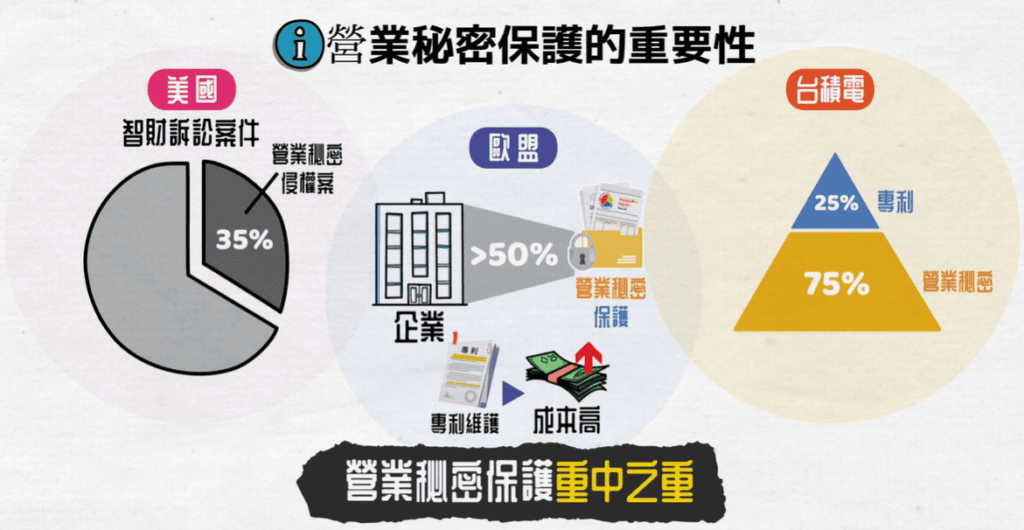 營業秘密保護的重要性
美國
智財訴訟案件
營業秘密
侵權案
35%
歐盟
企業
>50%
營業秘密
保護
專利
專利維護
成本高
台積電
25%
專利
75%
營業秘密
營業秘密保護重中之重